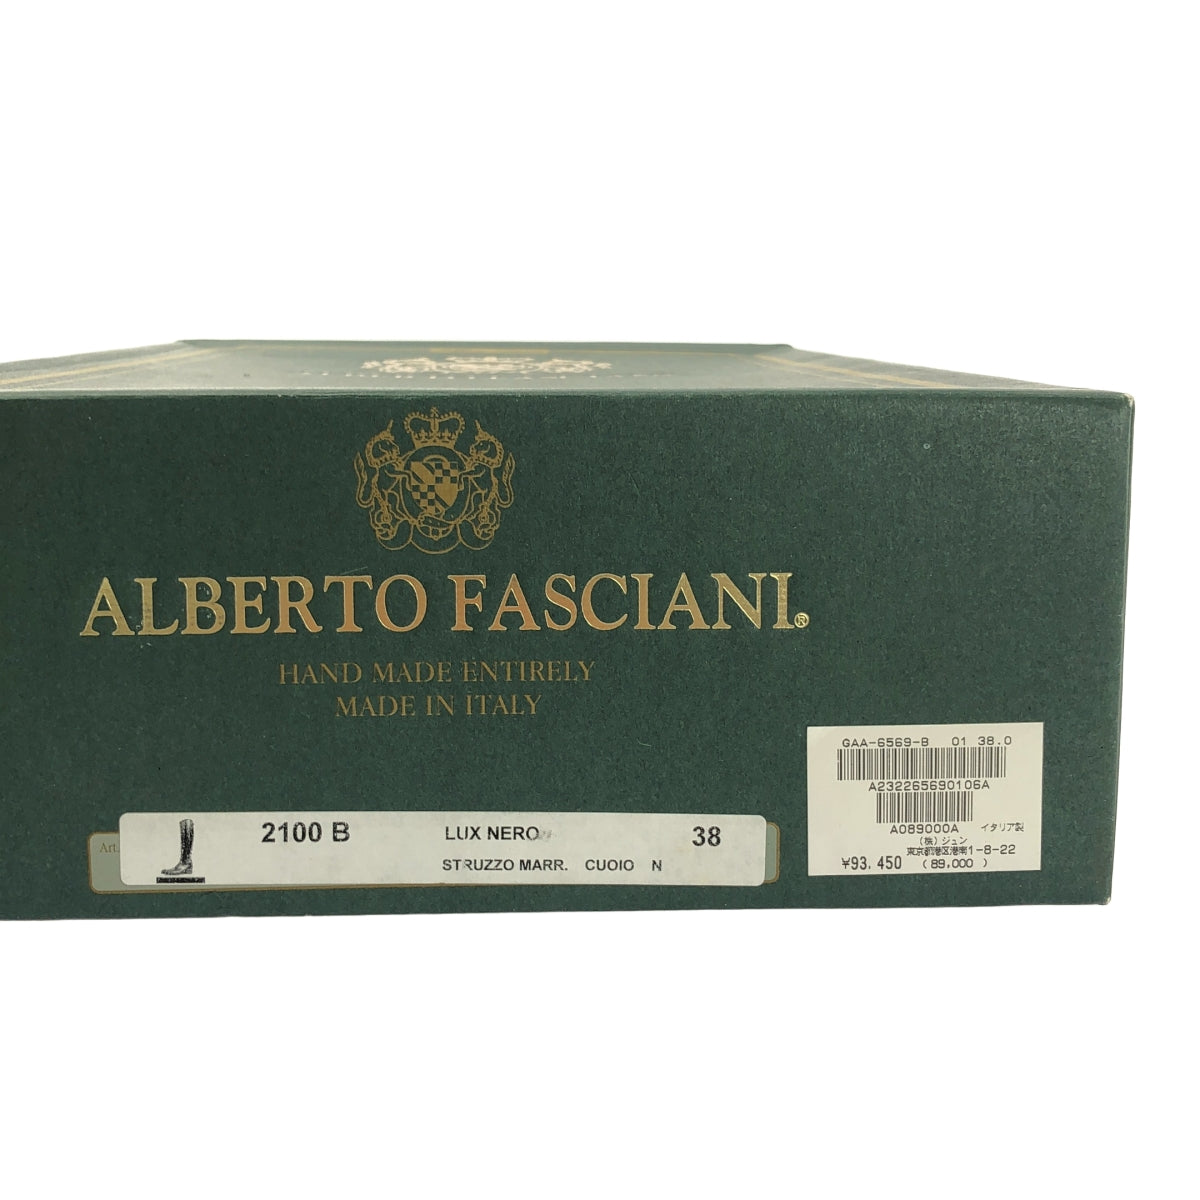 ALBERTO FASCIANI®
HAND MADE ENTIRELY
MADE IN ITALY
Art.
2100 B LUX NERO 38
STRUZZO MARR. CUOIO N
GAA-6569-B 01 38.0
A232265690106A
A089000A イタリア製
(株)ジュン
東京都港区港南1-8-22
¥93,450 (89,000 )